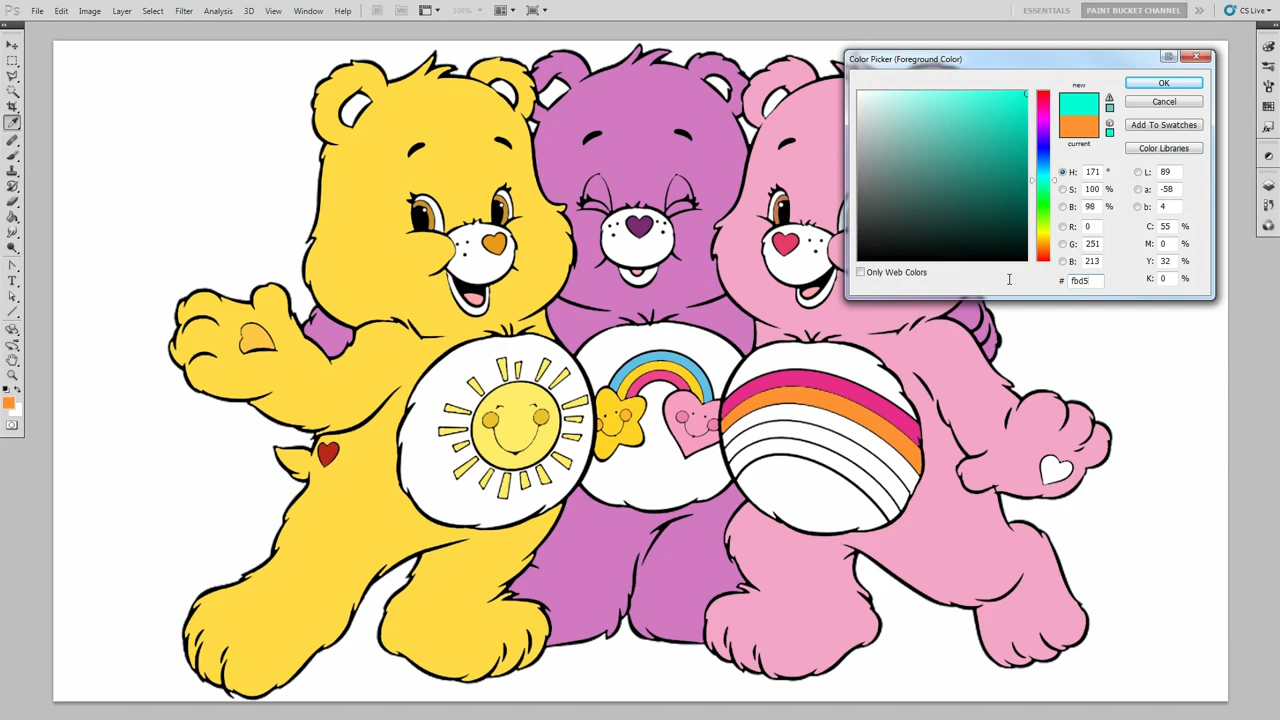 Ps File Edit Image Layer Select Filter Analysis 3D View Window Help 100% ESSENTIALS PAINT BUCKET CHANNEL CS Live
Color Picker (Foreground Color)
new
current
OK
Cancel
Add To Swatches
Color Libraries
H: 171 ° L: 89
S: 100 % a: -58
B: 98 % b: 4
R: 0 C: 55 %
G: 251 M: 0 %
B: 213 Y: 32 %
# fbd5 K: 0 %
Only Web Colors